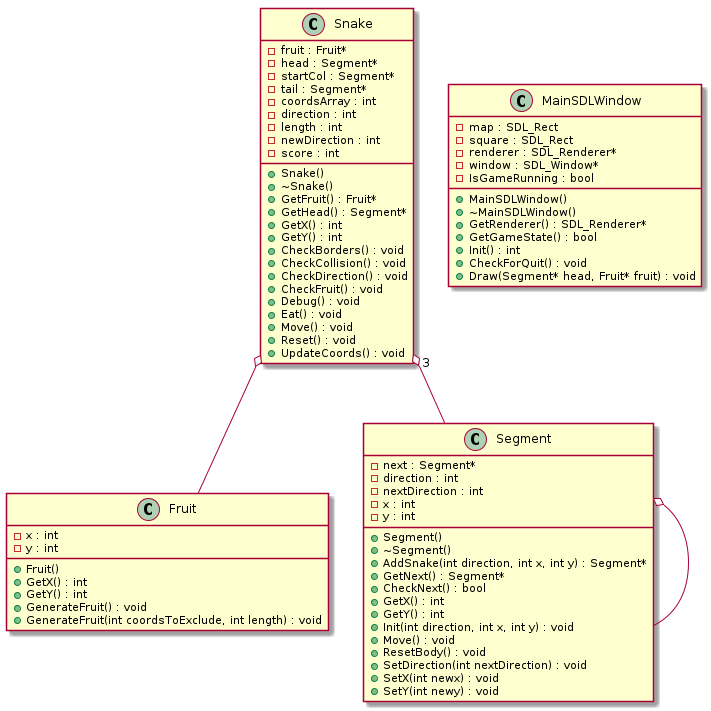 C Snake
fruit : Fruit*
head : Segment*
startCol : Segment*
tail : Segment*
coordsArray : int
direction : int
length : int
newDirection : int
score : int
Snake()
~Snake()
GetFruit() : Fruit*
GetHead() : Segment*
GetX() : int
GetY() : int
CheckBorders() : void
CheckCollision() : void
CheckDirection() : void
CheckFruit() : void
Debug() : void
Eat() : void
Move() : void
Reset() : void
UpdateCoords() : void
C MainSDLWindow
map : SDL_Rect
square : SDL_Rect
renderer : SDL_Renderer*
window : SDL_Window*
IsGameRunning : bool
MainSDLWindow()
~MainSDLWindow()
GetRenderer() : SDL_Renderer*
GetGameState() : bool
Init() : int
CheckForQuit() : void
Draw(Segment* head, Fruit* fruit) : void
3
C Fruit
x : int
y : int
Fruit()
GetX() : int
GetY() : int
GenerateFruit() : void
GenerateFruit(int coordsToExclude, int length) : void
C Segment
next : Segment*
direction : int
nextDirection : int
x : int
y : int
Segment()
~Segment()
AddSnake(int direction, int x, int y) : Segment*
GetNext() : Segment*
CheckNext() : bool
GetX() : int
GetY() : int
Init(int direction, int x, int y) : void
Move() : void
ResetBody() : void
SetDirection(int nextDirection) : void
SetX(int newx) : void
SetY(int newy) : void